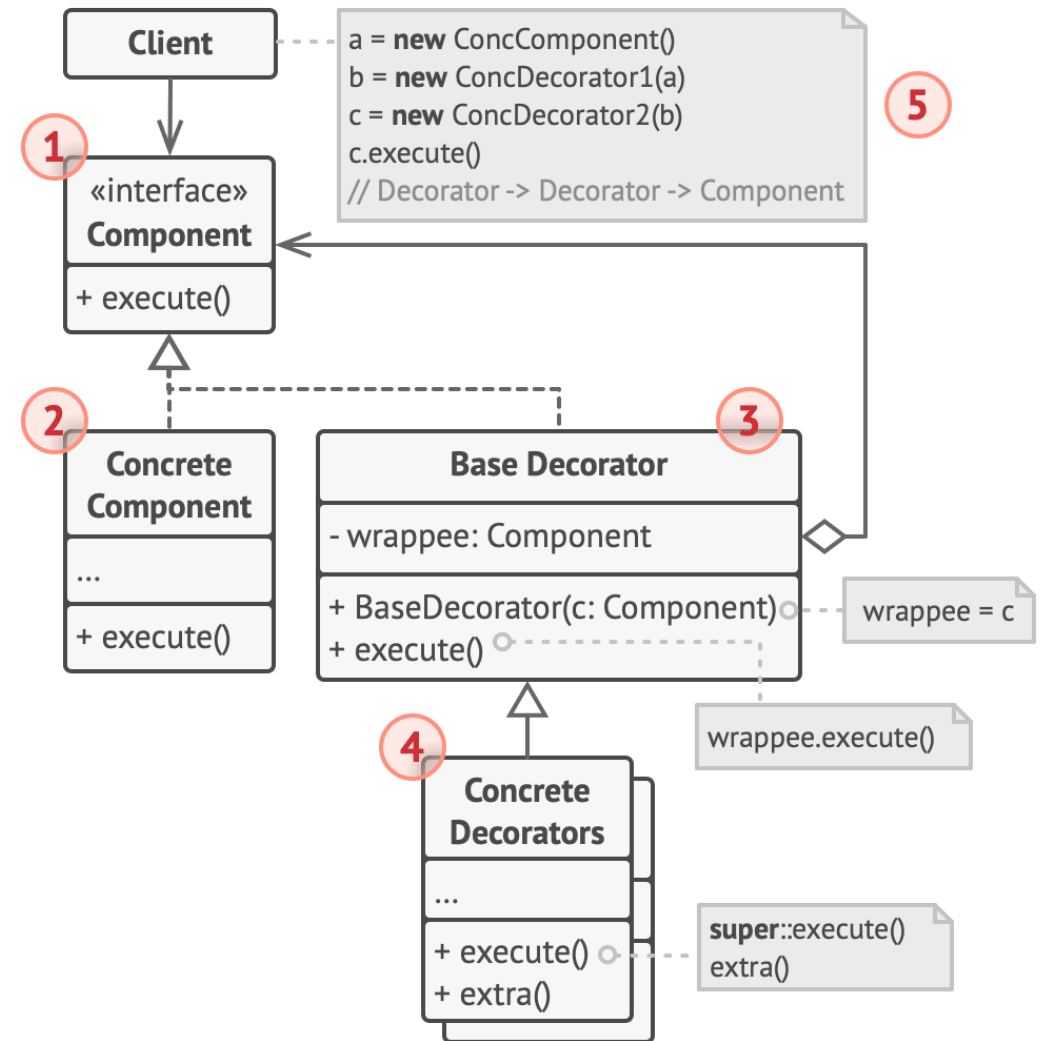 Client
a = new ConcComponent()
b = new ConcDecorator1(a)
c = new ConcDecorator2(b)
c.execute()
// Decorator -> Decorator -> Component
5
1
«interface»
Component
+ execute()
2
Concrete
Component
...
+ execute()
3
Base Decorator
- wrappee: Component
+ BaseDecorator(c: Component)
+ execute()
wrappee = c
wrappee.execute()
4
Concrete
Decorators
...
+ execute()
+ extra()
super::execute()
extra()